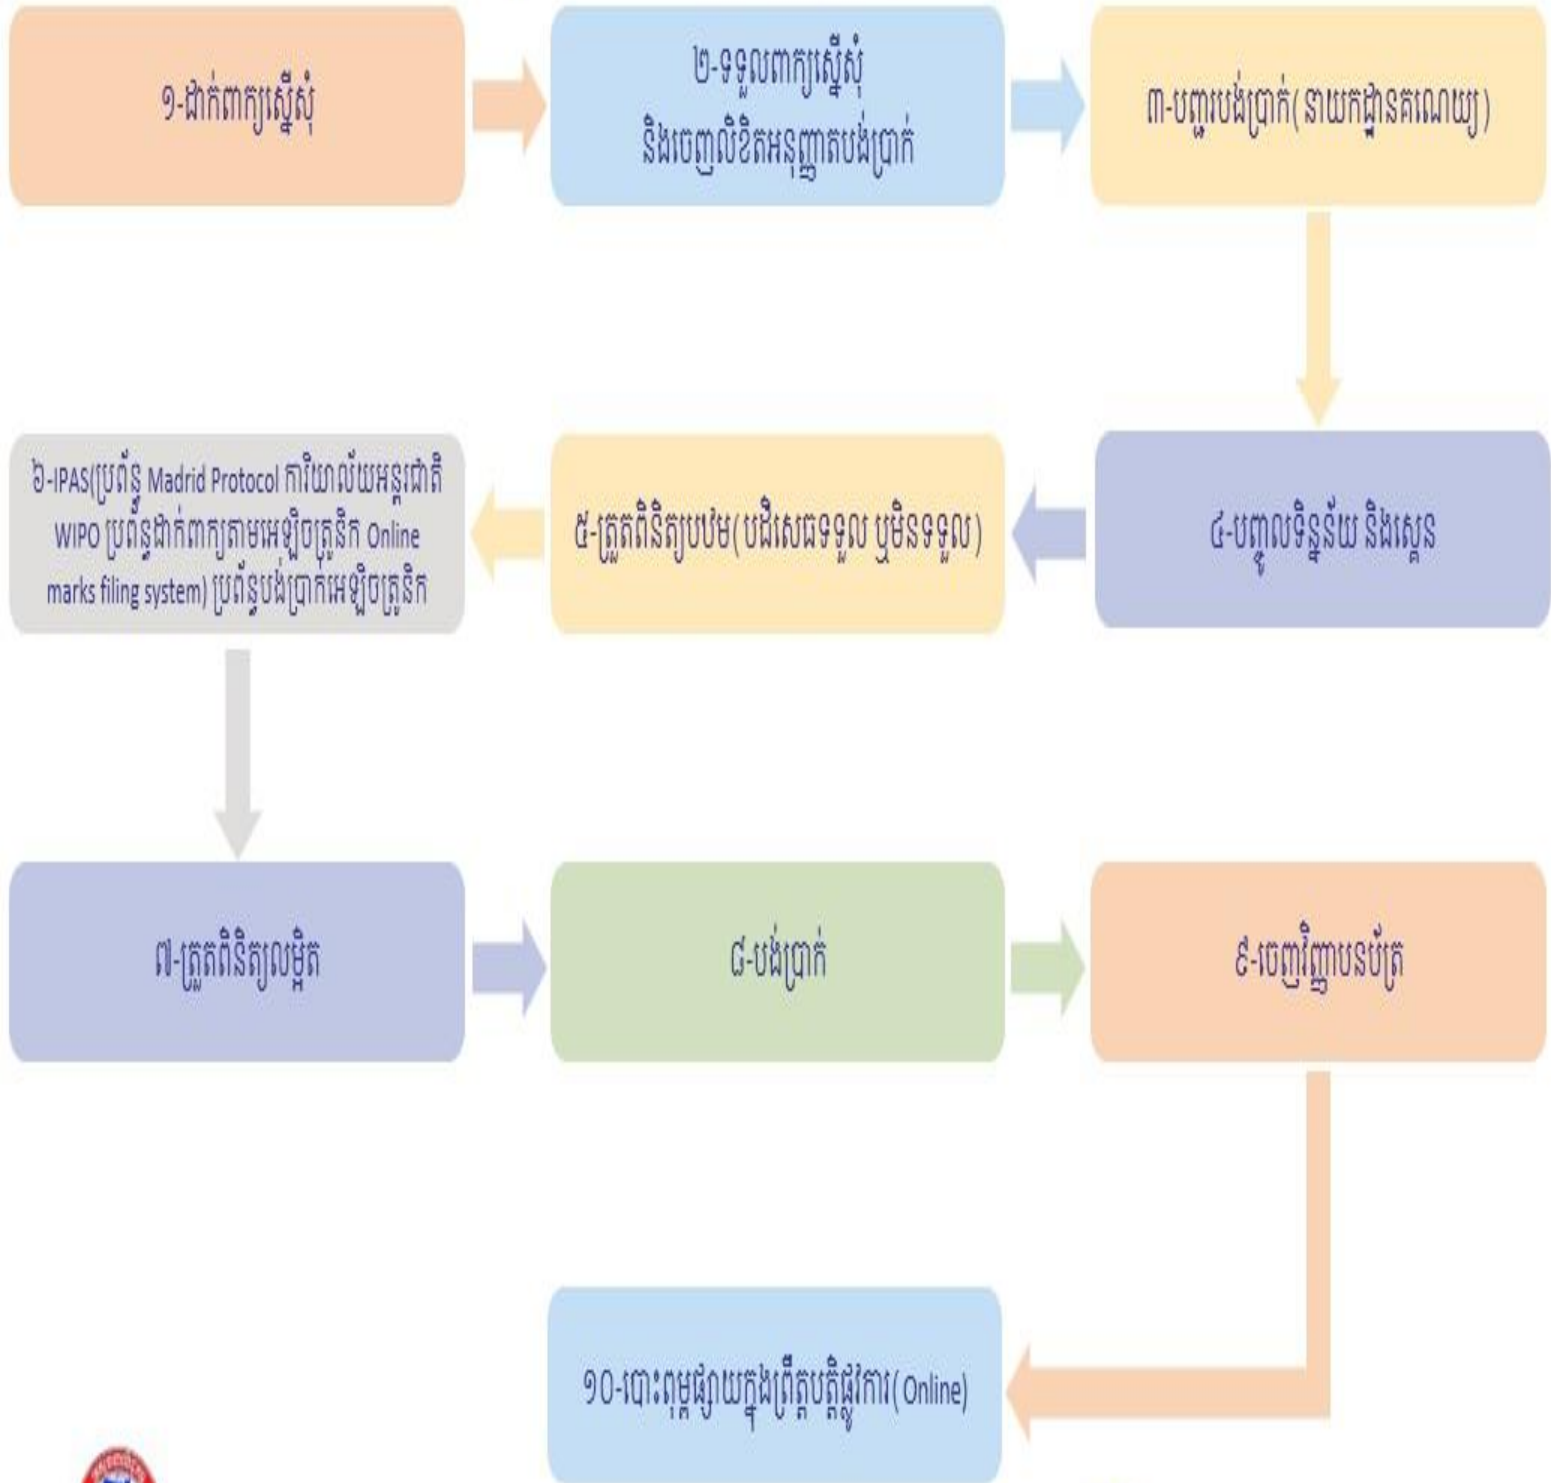 ១-ដាក់ពាក្យស្នើសុំ
២-ទទួលពាក្យស្នើសុំ
និងចេញលិខិតអនុញ្ញាតបង់ប្រាក់
៣-បញ្ជរបង់ប្រាក់(នាយកដ្ឋានគណនេយ្យ)
៤-បញ្ចូលទិន្នន័យ និងស្កេន
៥-ត្រួតពិនិត្យបឋម(បដិសេធទទួល ឬមិនទទួល)
៦-IPAS(ប្រព័ន្ធ Madrid Protocol ការិយាល័យអន្តរជាតិ
WIPO ប្រព័ន្ធដាក់ពាក្យតាមអេឡិចត្រូនិក Online
marks filing system) ប្រព័ន្ធបង់ប្រាក់អេឡិចត្រូនិក
៧-ត្រួតពិនិត្យលម្អិត
៨-បង់ប្រាក់
៩-ចេញវិញ្ញាបនប័ត្រ
១០-បោះពុម្ពផ្សាយក្នុងព្រឹត្តបត្តិផ្លូវការ(Online)